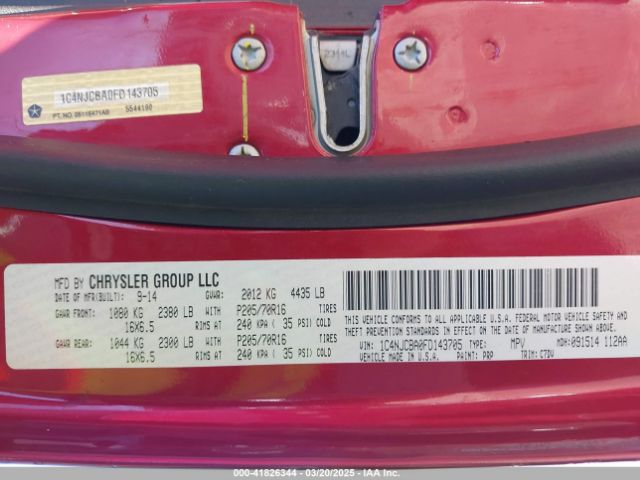 2344L
1C4NJCBA0FD143705
PT. NO. 05115471AB 5544190
MFD BY CHRYSLER GROUP LLC
DATE OF MFR(BUILT): 9-14 GVWR: 2012 KG 4435 LB
GAWR FRONT: 1080 KG 2380 LB WITH P205/70R16 TIRES
16X6.5 RIMS AT 240 KPA ( 35 PSI) COLD
GAWR REAR: 1044 KG 2300 LB WITH P205/70R16 TIRES
16X6.5 RIMS AT 240 KPA ( 35 PSI) COLD
THIS VEHICLE CONFORMS TO ALL APPLICABLE U.S.A. FEDERAL MOTOR VEHICLE SAFETY AND
THEFT PREVENTION STANDARDS IN EFFECT ON THE DATE OF MANUFACTURE SHOWN ABOVE.
VIN: 1C4NJCBA0FD143705 TYPE: MPV MDH:091514 112AA
VEHICLE MADE IN U.S.A. PAINT: PRP TRIM: C7DV
000-41826344 - 03/20/2025 - IAA Inc.